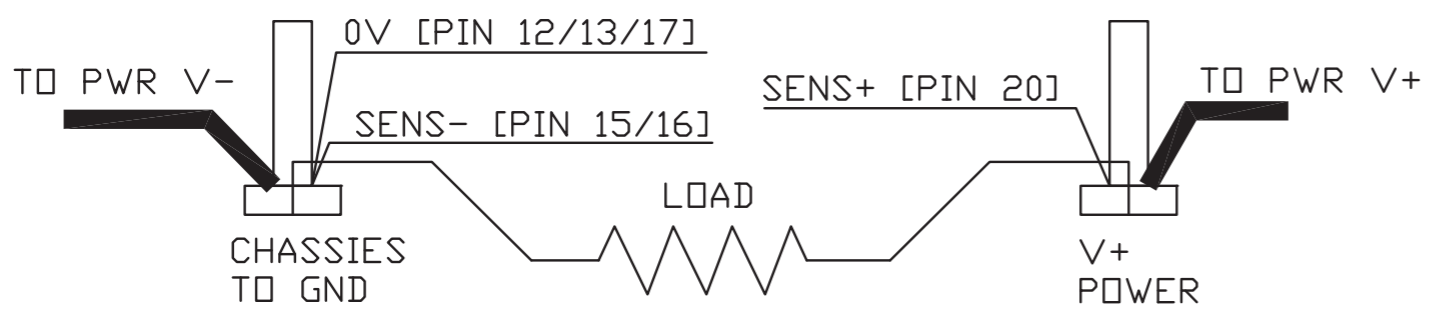 0V [PIN 12/13/17]
TO PWR V-
SENS- [PIN 15/16]
SENS+ [PIN 20]
TO PWR V+
LOAD
CHASSIES
TO GND
V+
POWER